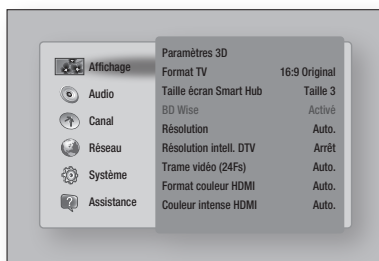 Affichage
Audio
Canal
Réseau
Système
Assistance
Paramètres 3D
Format TV 16:9 Original
Taille écran Smart Hub Taille 3
BD Wise Activé
Résolution Auto.
Résolution intell. DTV Arrêt
Trame vidéo (24Fs) Auto.
Format couleur HDMI Auto.
Couleur intense HDMI Auto.